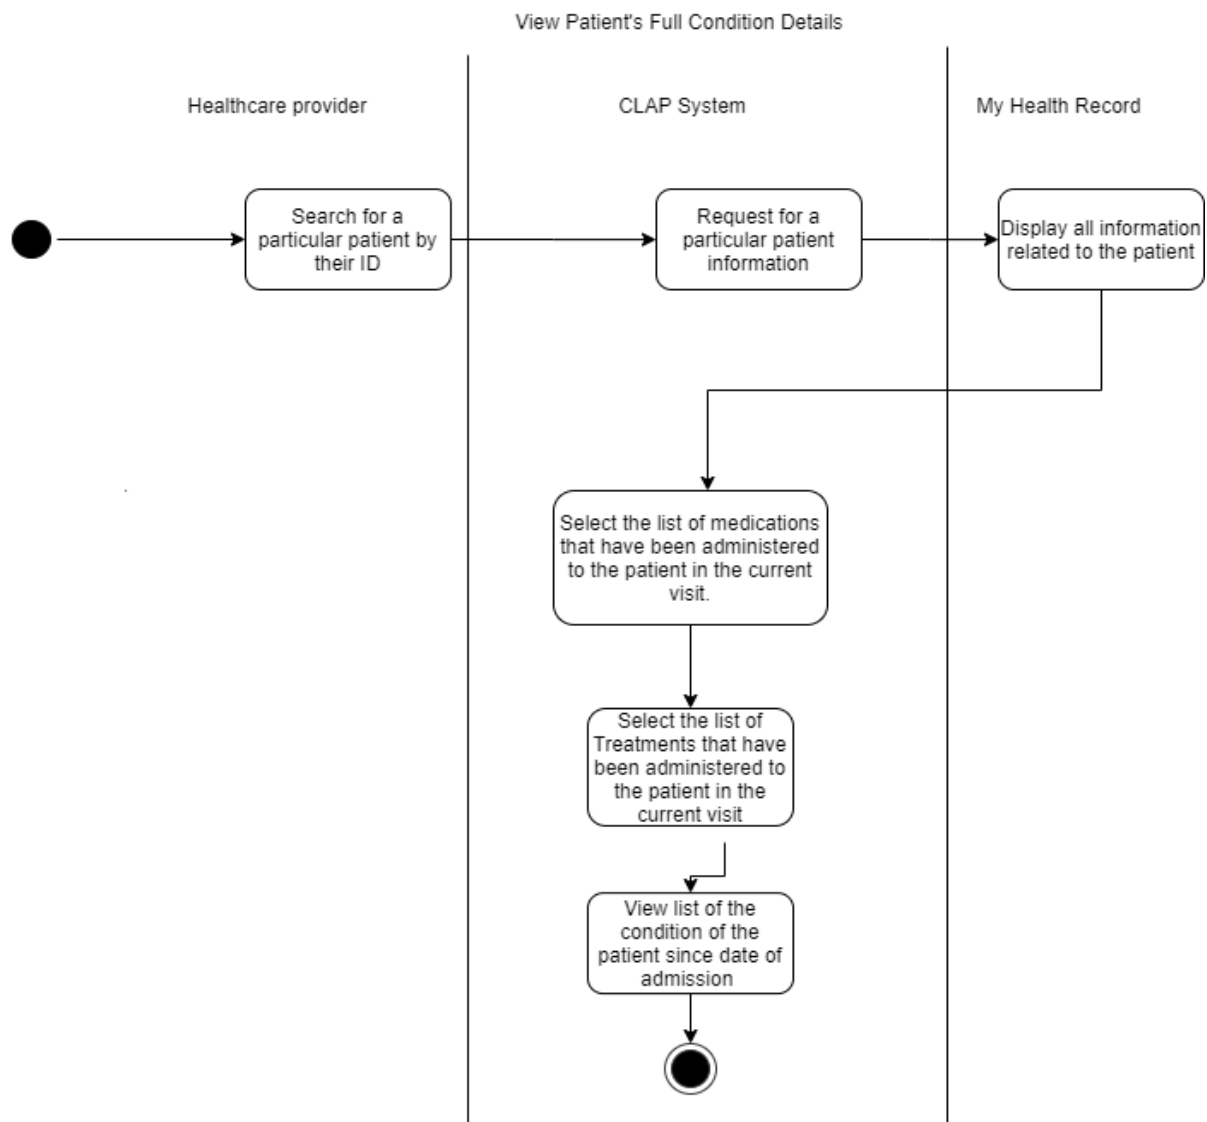 View Patient's Full Condition Details
Healthcare provider
CLAP System
My Health Record
Search for a
particular patient by
their ID
Request for a
particular patient
information
Display all information
related to the patient
Select the list of medications
that have been administered
to the patient in the current
visit.
Select the list of
Treatments that have
been administered to
the patient in the
current visit
View list of the
condition of the
patient since date of
admission